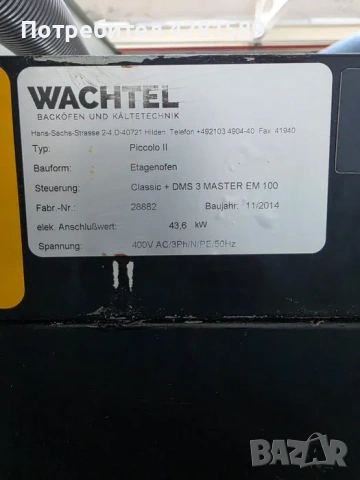 Потребител 4281369
WACHTEL
BACKÖFEN UND KÄLTETECHNIK
Hans-Sachs-Strasse 2-4 D-40721 Hilden Telefon +492103 4904-40 Fax 41940
Typ: Piccolo II
Bauform: Etagenofen
Steuerung: Classic + DMS 3 MASTER EM 100
Fabr.-Nr.: 28882 Baujahr: 11/2014
elek. Anschlußwert: 43,6 kW
Spannung: 400V AC/3Ph/N/PE/50Hz
BAZAR